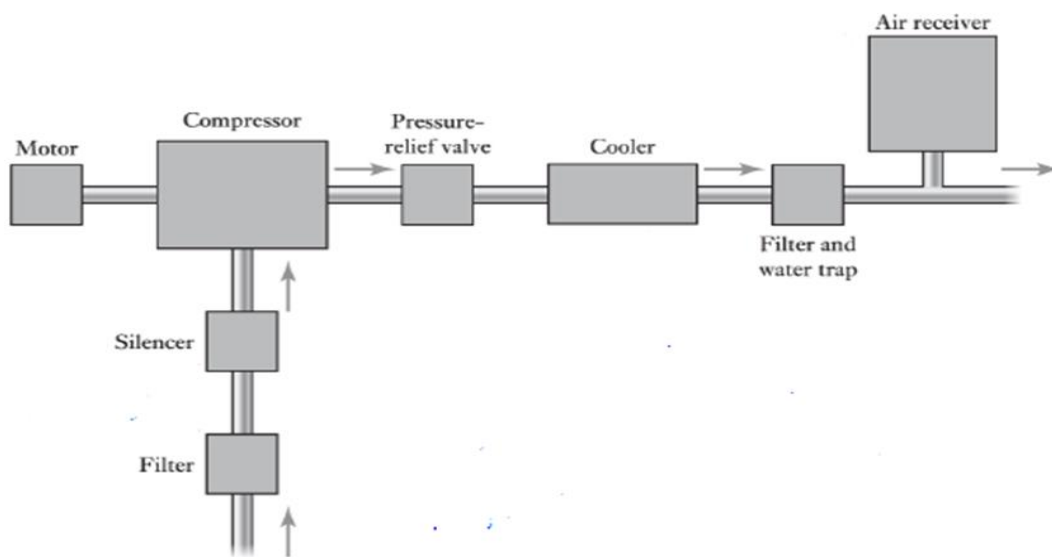 Air receiver
Compressor
Pressure-
relief valve
Motor
Cooler
Filter and
water trap
Silencer
Filter